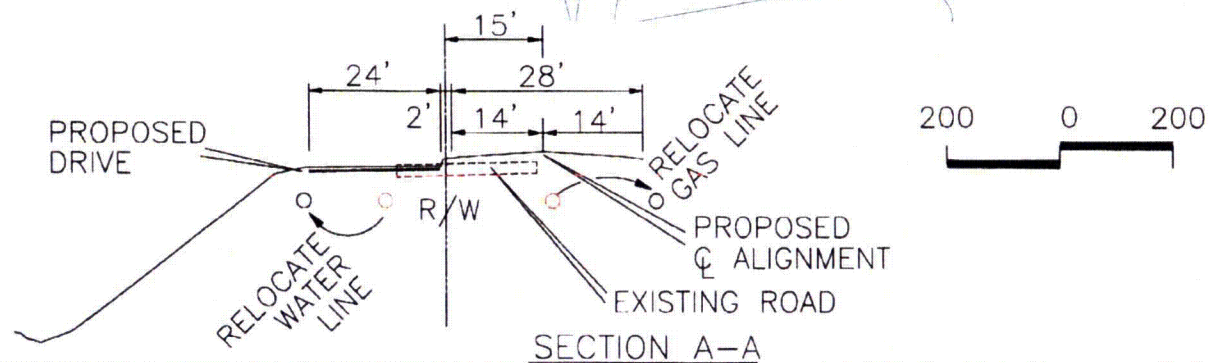 15'
24'
28'
2'
14'
14'
200 0 200
PROPOSED
DRIVE
RELOCATE
GAS LINE
R/W
RELOCATE
WATER
LINE
PROPOSED
℄ ALIGNMENT
EXISTING ROAD
SECTION A-A